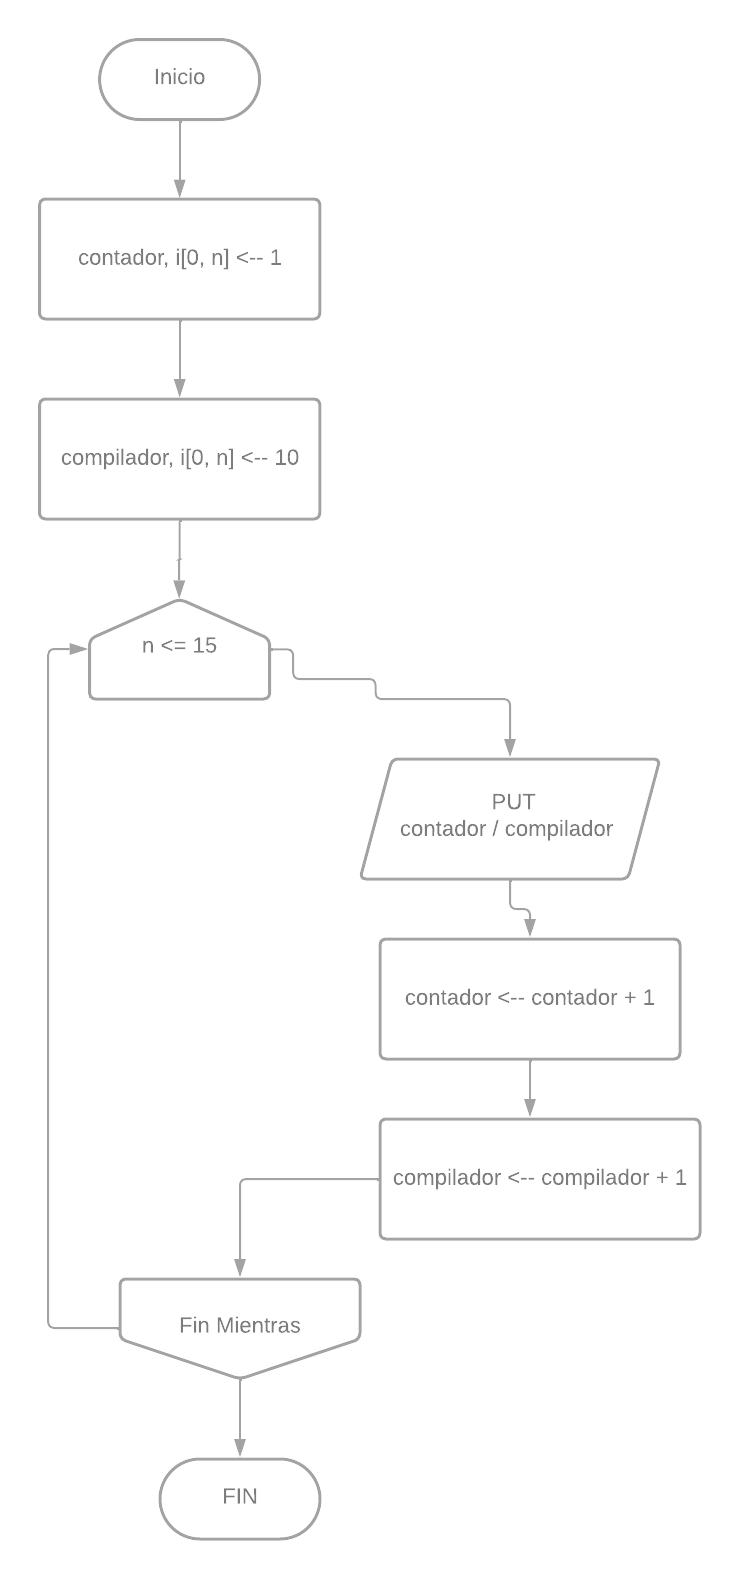 Inicio
contador, i[0, n] <-- 1
compilador, i[0, n] <-- 10
n <= 15
PUT
contador / compilador
contador <-- contador + 1
compilador <-- compilador + 1
Fin Mientras
FIN